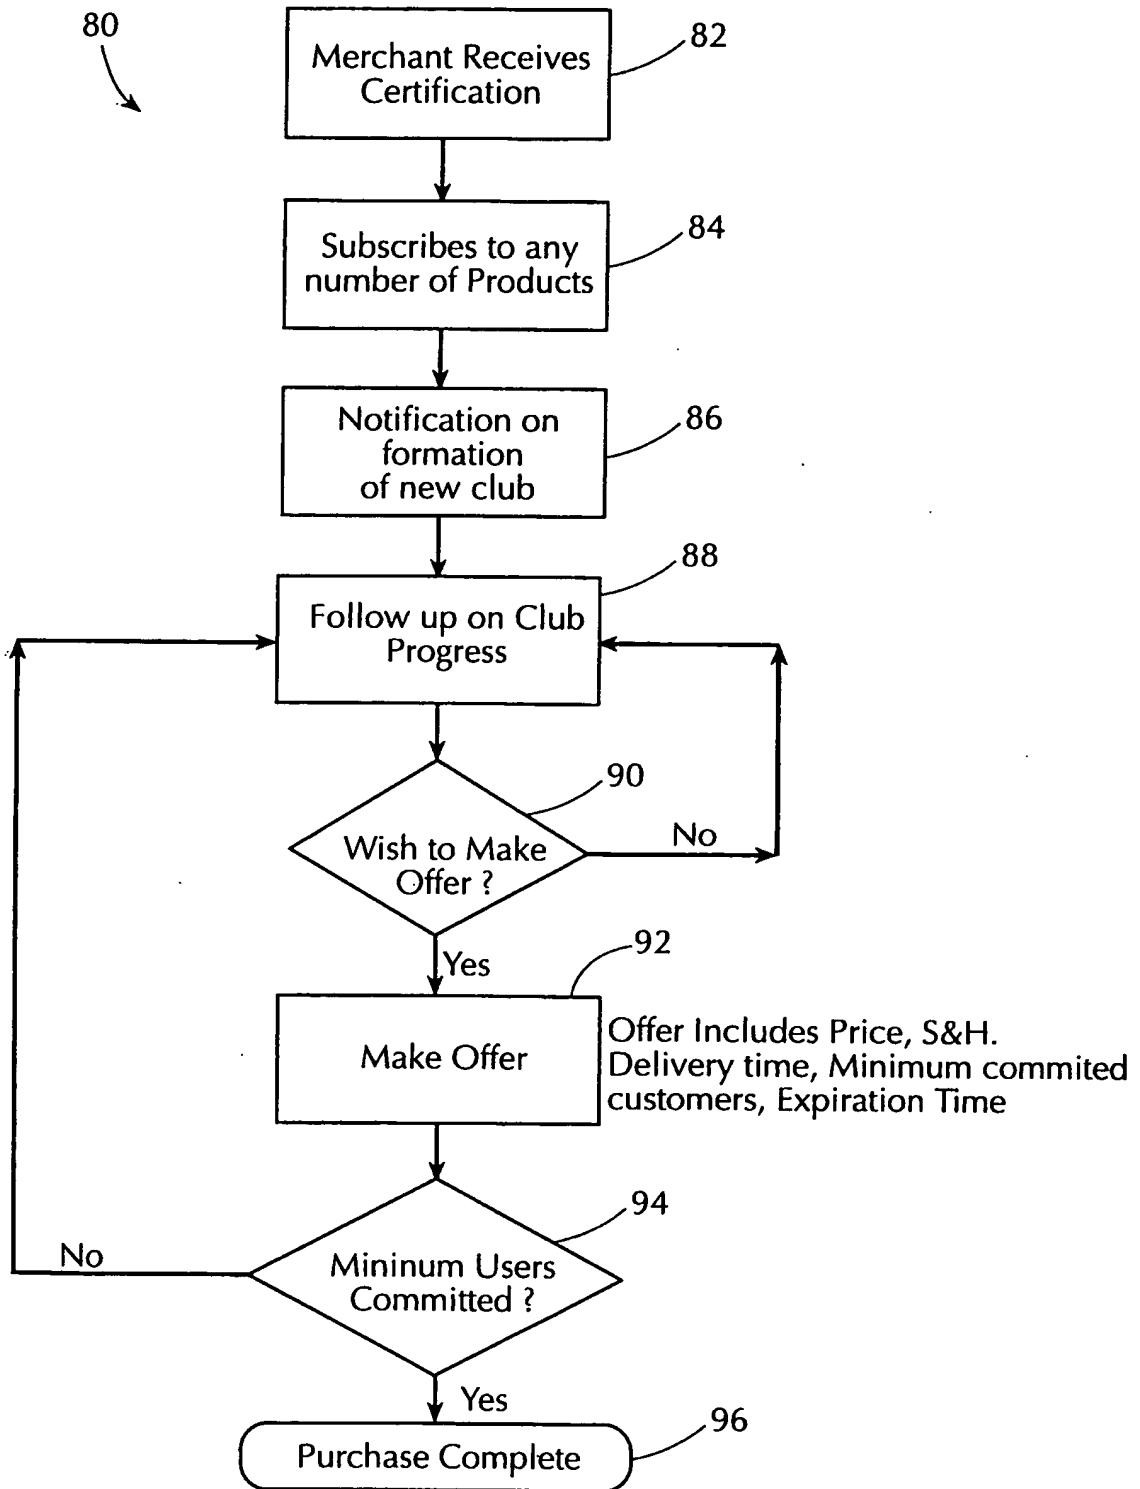 80
82
Merchant Receives
Certification
84
Subscribes to any
number of Products
86
Notification on
formation
of new club
88
Follow up on Club
Progress
90
Wish to Make
Offer ?
No
Yes
92
Make Offer
Offer Includes Price, S&H.
Delivery time, Minimum commited
customers, Expiration Time
94
Mininum Users
Committed ?
No
Yes
96
Purchase Complete